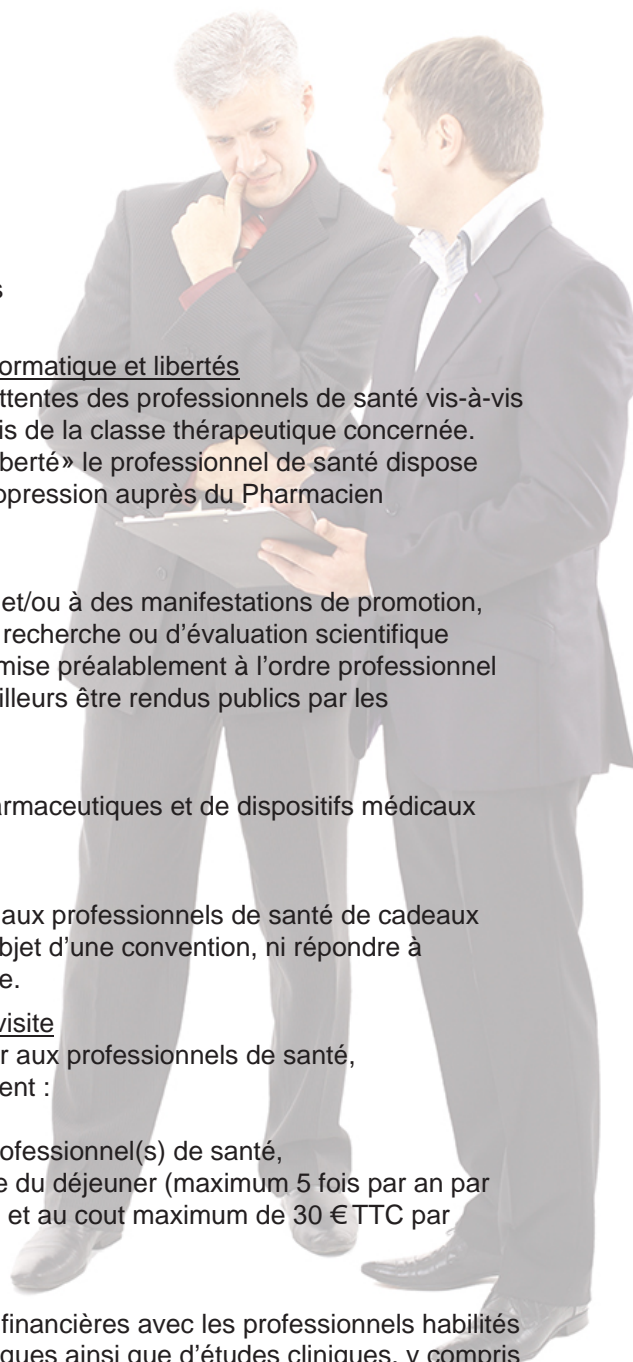 s
ormatique et libertés
ttentes des professionnels de santé vis-à-vis
is de la classe thérapeutique concernée.
berté» le professionnel de santé dispose
ppression auprès du Pharmacien
et/ou à des manifestations de promotion,
recherche ou d’évaluation scientifique
mise préalablement à l’ordre professionnel
illeurs être rendus publics par les
armaceutiques et de dispositifs médicaux
aux professionnels de santé de cadeaux
bjet d’une convention, ni répondre à
e.
visite
r aux professionnels de santé,
ent :
ofessionnel(s) de santé,
e du déjeuner (maximum 5 fois par an par
et au cout maximum de 30 € TTC par
financières avec les professionnels habilités
ques ainsi que d'études cliniques, y compris